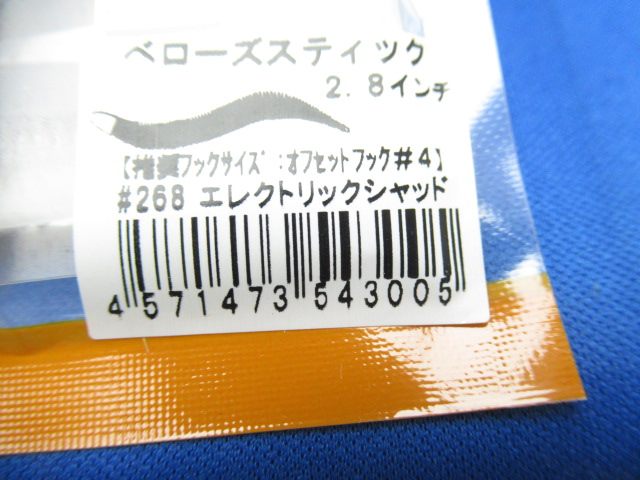 ベローズスティック
2.8インチ
【推奨フックサイズ:オフセットフック#4】
#268 エレクトリックシャッド
4 571473 543005